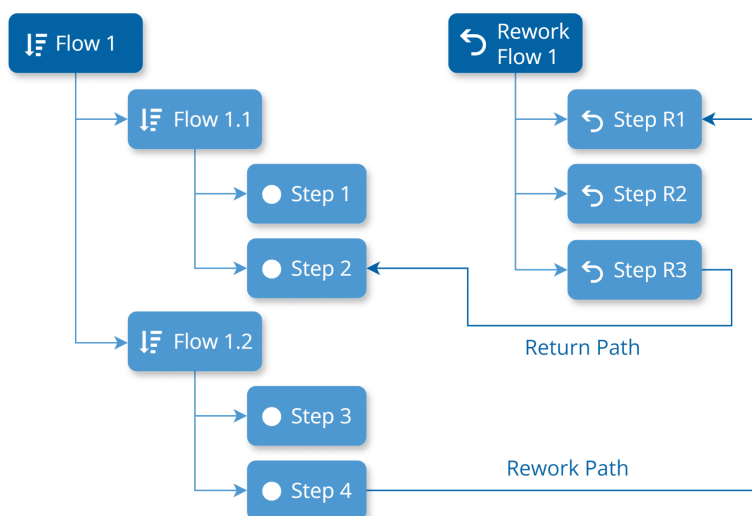 Flow 1
Rework
Flow 1
Flow 1.1
Step R1
Step 1
Step R2
Step 2
Step R3
Flow 1.2
Return Path
Step 3
Rework Path
Step 4